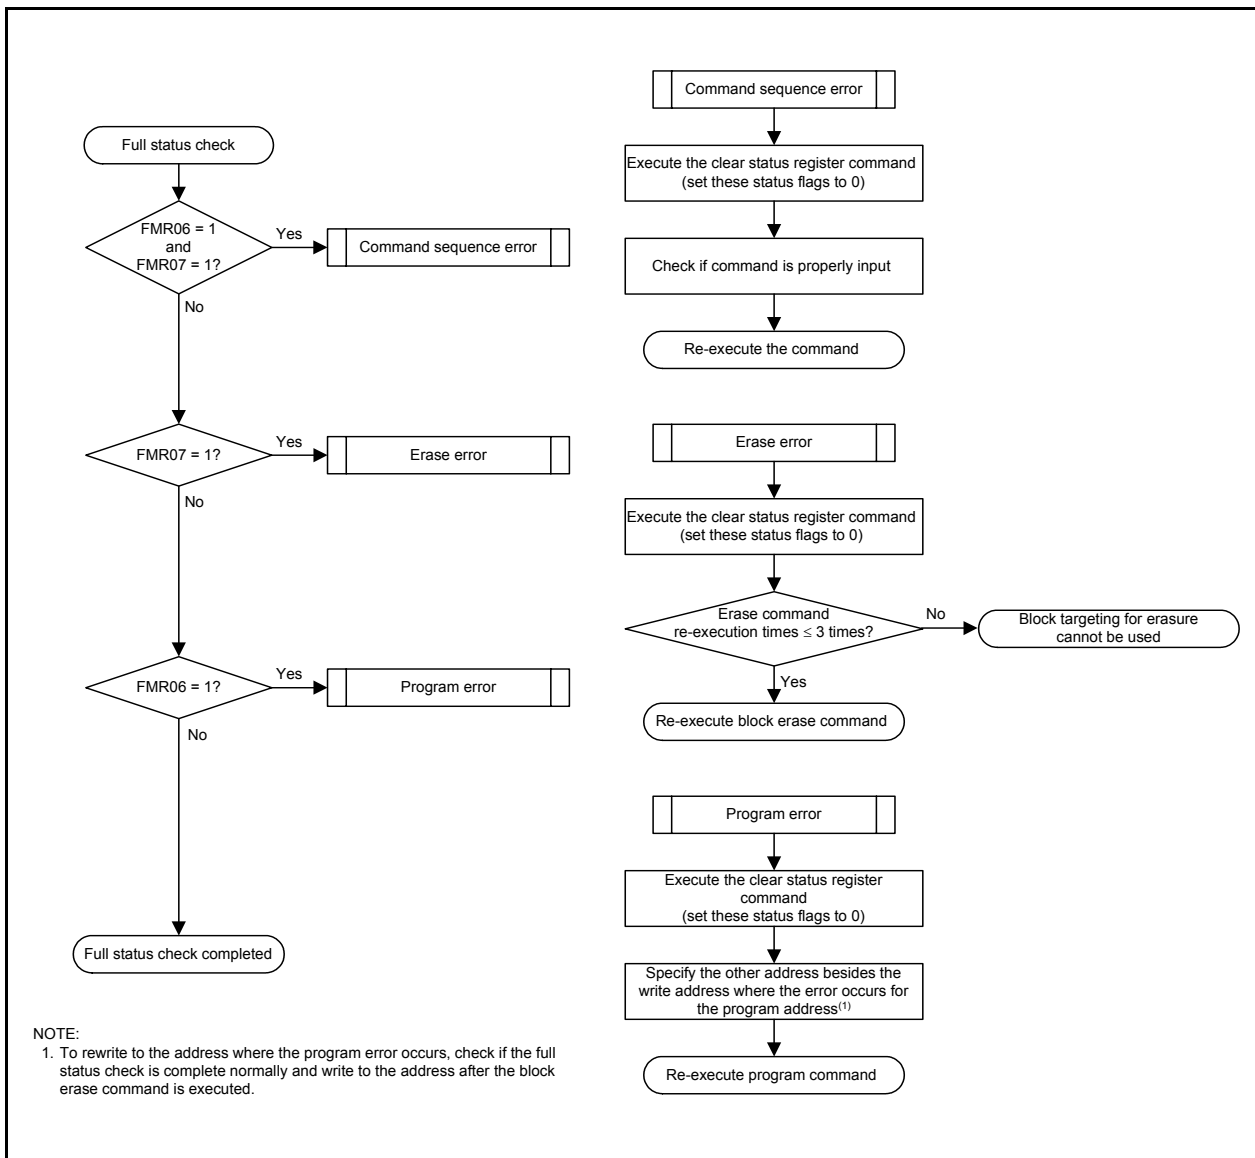 Full status check
FMR06 = 1
and
FMR07 = 1?
Yes
Command sequence error
No
FMR07 = 1?
Yes
Erase error
No
FMR06 = 1?
Yes
Program error
No
Full status check completed
NOTE:
1. To rewrite to the address where the program error occurs, check if the full
status check is complete normally and write to the address after the block
erase command is executed.
Command sequence error
Execute the clear status register command
(set these status flags to 0)
Check if command is properly input
Re-execute the command
Erase error
Execute the clear status register command
(set these status flags to 0)
Erase command
re-execution times ≤ 3 times?
No
Block targeting for erasure
cannot be used
Yes
Re-execute block erase command
Program error
Execute the clear status register
command
(set these status flags to 0)
Specify the other address besides the
write address where the error occurs for
the program address(1)
Re-execute program command